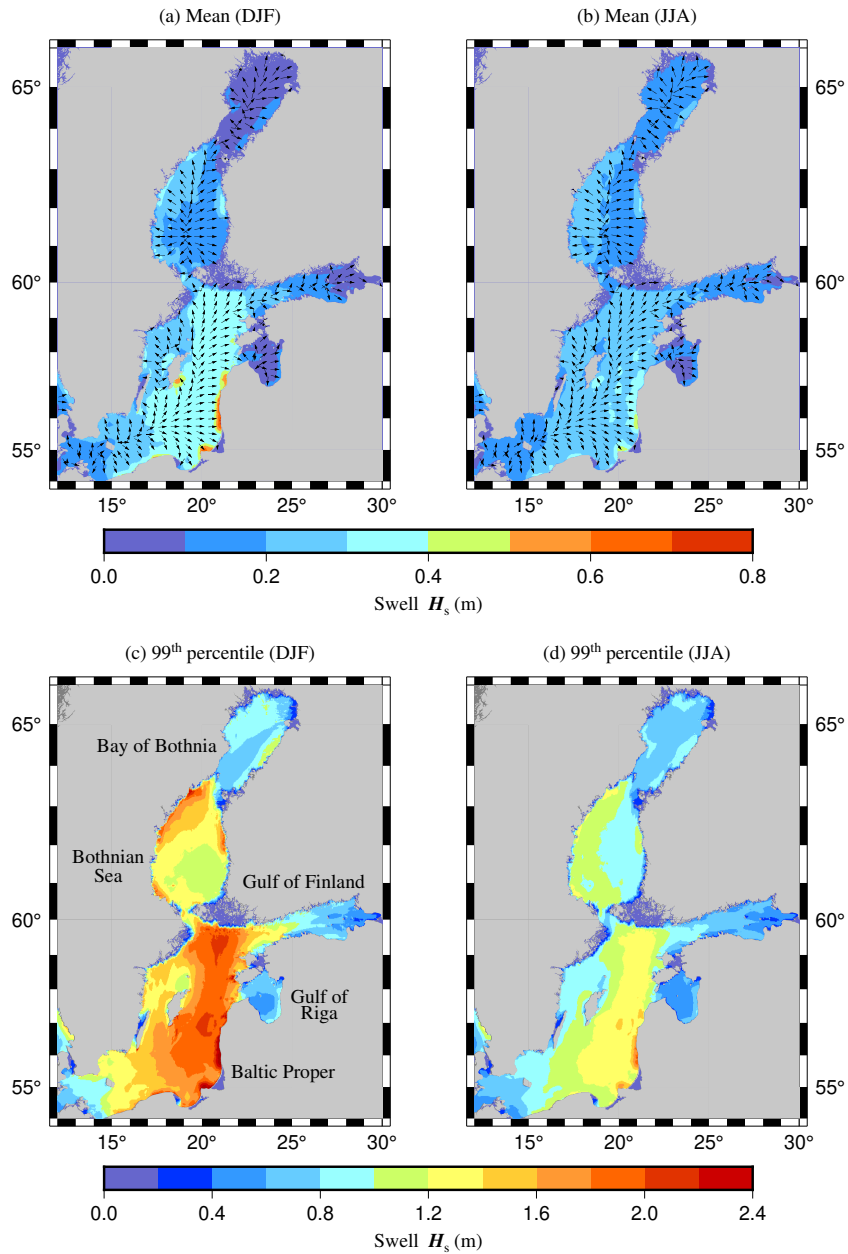 (a) Mean (DJF)
(b) Mean (JJA)
65°
65°
60°
60°
55°
55°
15° 20° 25° 30°
15° 20° 25° 30°
0.0 0.2 0.4 0.6 0.8
Swell Hs (m)
(c) 99th percentile (DJF)
(d) 99th percentile (JJA)
65°
65°
Bay of Bothnia
Bothnian
Sea
Gulf of Finland
60°
60°
Gulf of
Riga
Baltic Proper
55°
55°
15° 20° 25° 30°
15° 20° 25° 30°
0.0 0.4 0.8 1.2 1.6 2.0 2.4
Swell Hs (m)